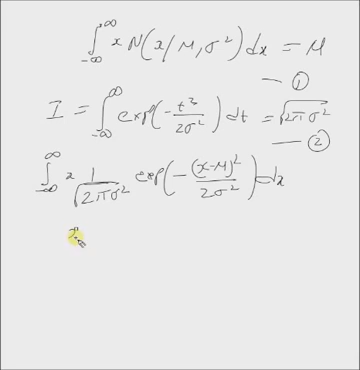 ∫_{-∞}^{+∞} x N(x/μ, σ²) dx = μ
— ①
I = ∫_{-∞}^{∞} exp(-t²/2σ²) dt = √2πσ²
— ②
∫_{-∞}^{∞} x 1/√2πσ² exp(-(x-μ)²/2σ²) dx